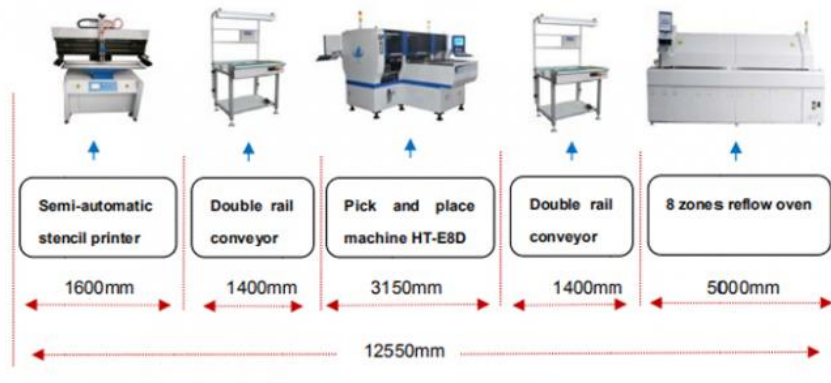 Semi-automatic
stencil printer
Double rail
conveyor
Pick and place
machine HT-E8D
Double rail
conveyor
8 zones reflow oven
1600mm
1400mm
3150mm
1400mm
5000mm
12550mm